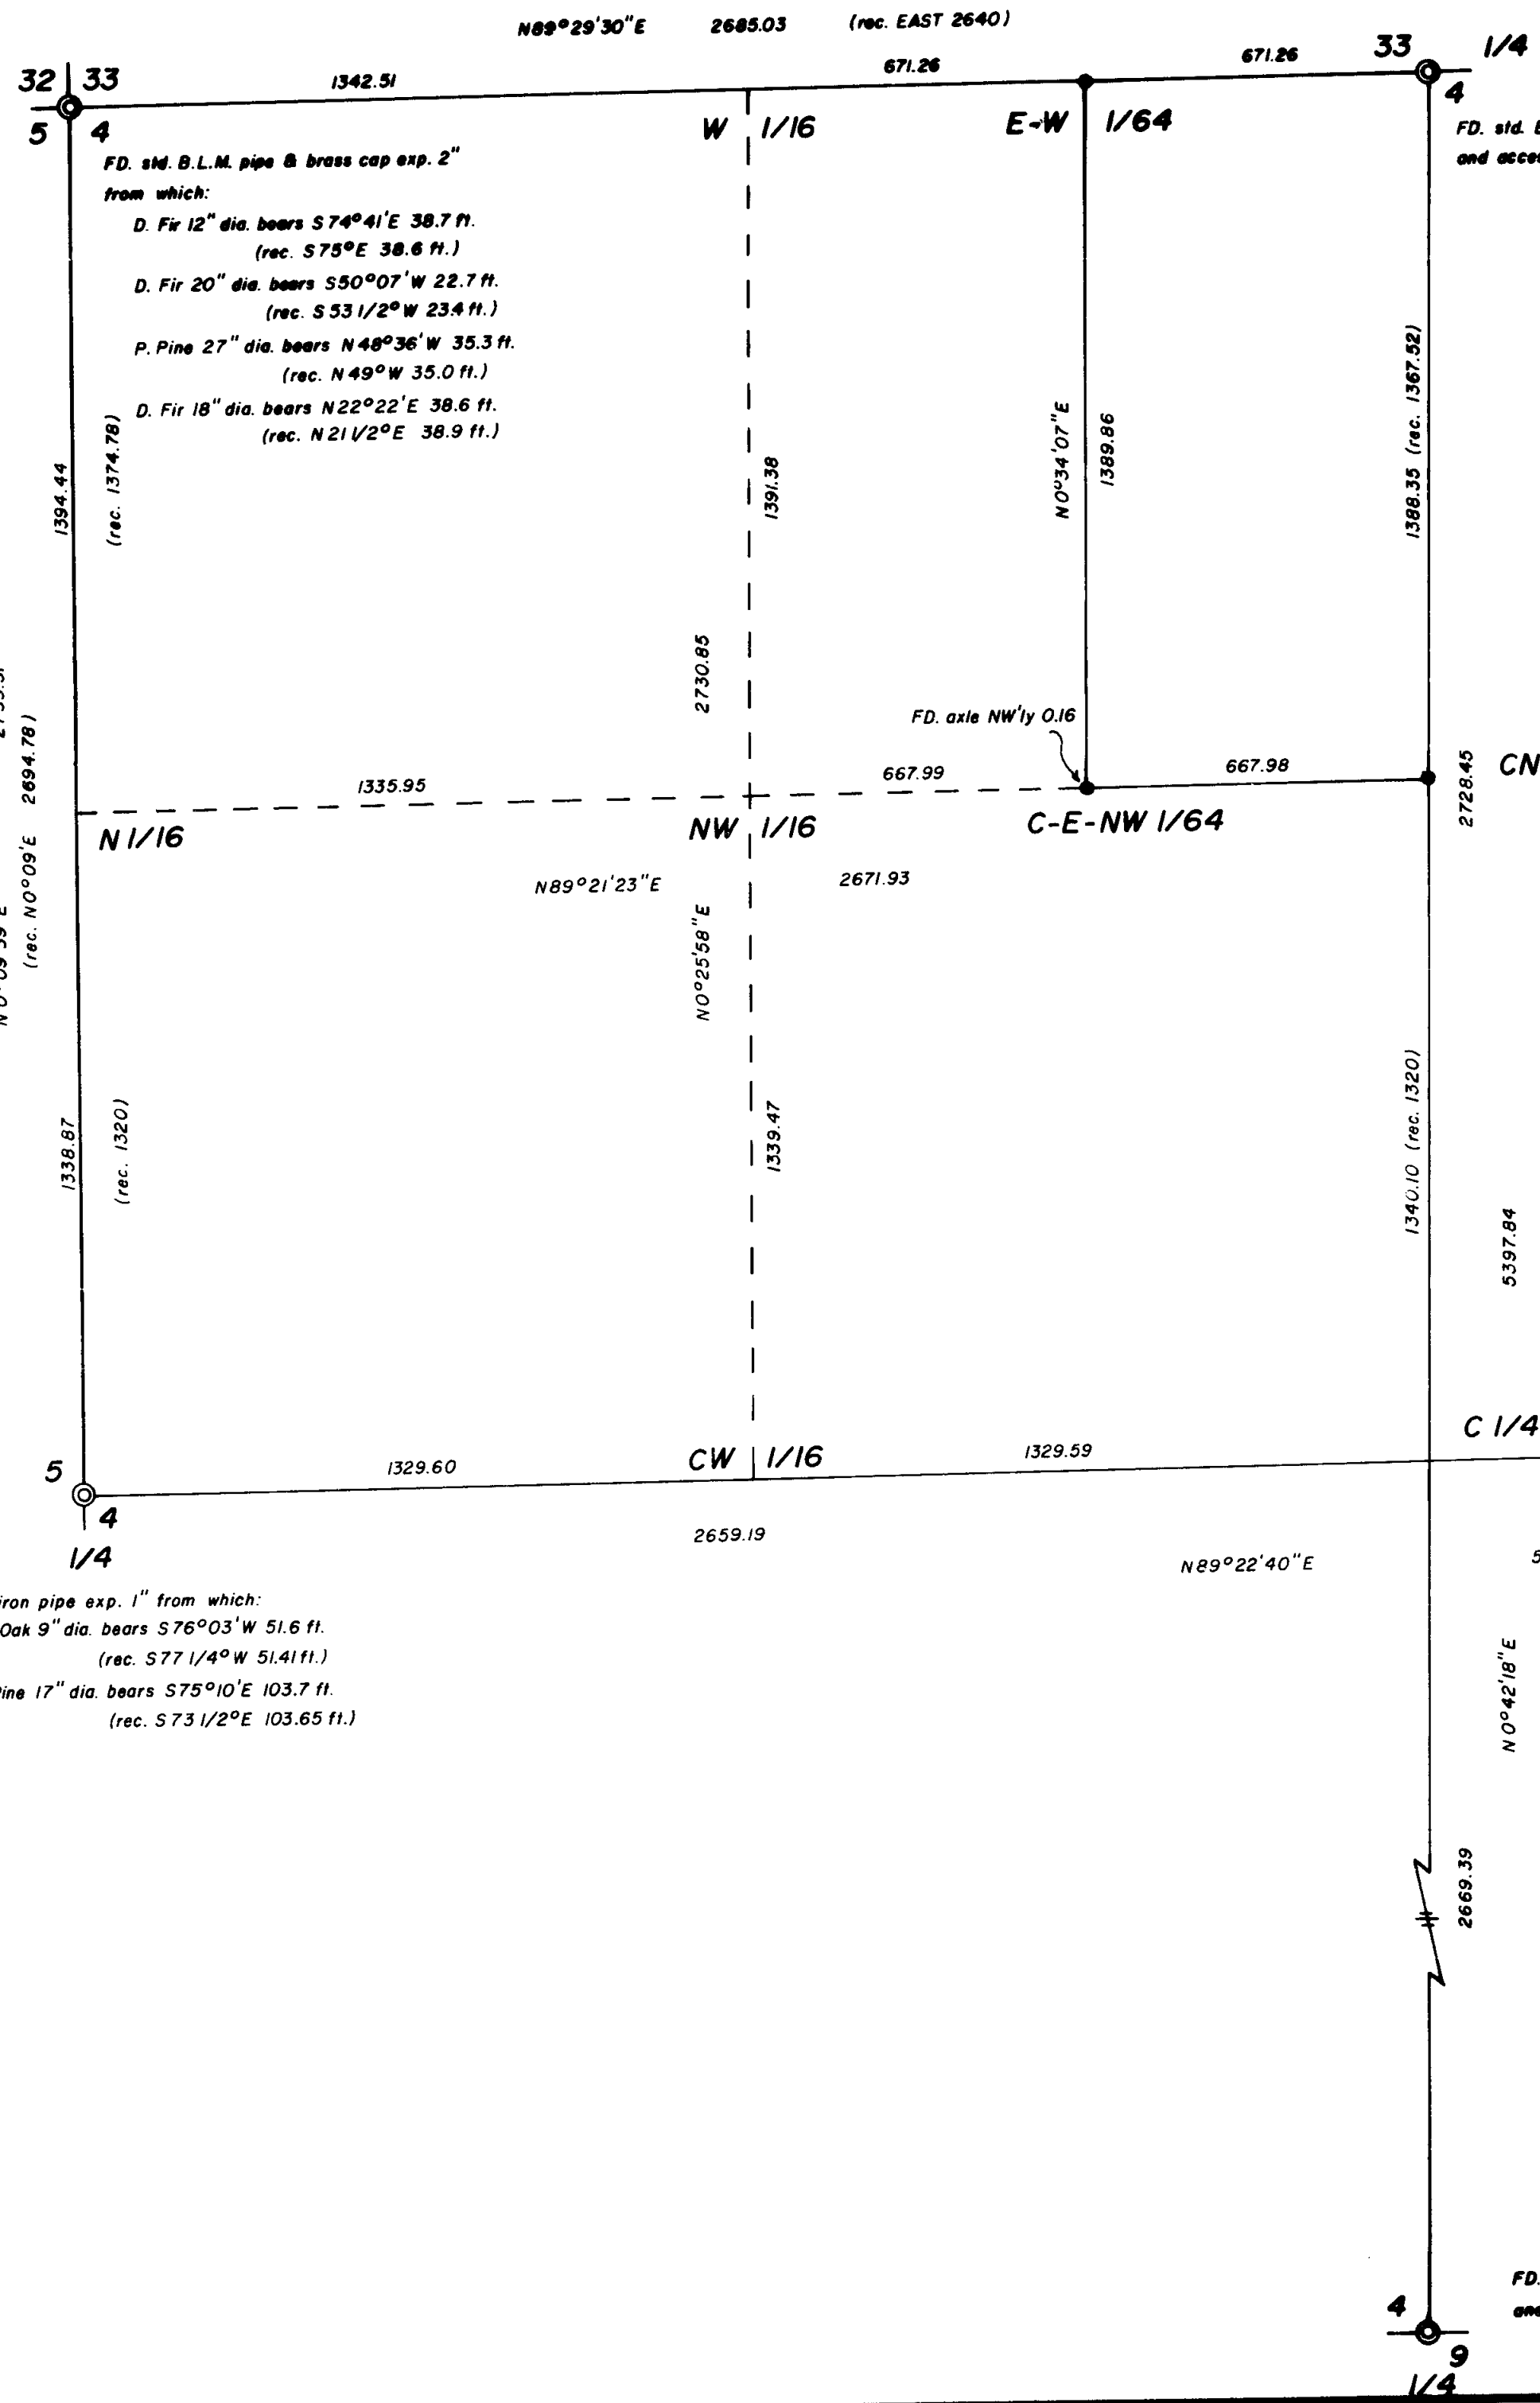 N89°29'30"E 2685.03 (rec. EAST 2640)
32 33 1342.51 671.26 671.26 33 1/4
5 4 W 1/16 E-W 1/64 4
FD. std. B.L.M. pipe & brass cap exp. 2"
from which:
D. Fir 12" dia. bears S74°41'E 38.7 ft.
(rec. S75°E 38.6 ft.)
D. Fir 20" dia. bears S50°07'W 22.7 ft.
(rec. S53 1/2°W 23.4 ft.)
P. Pine 27" dia. bears N48°36'W 35.3 ft.
(rec. N49°W 35.0 ft.)
D. Fir 18" dia. bears N22°22'E 38.6 ft.
(rec. N21 1/2°E 38.9 ft.)
FD. std.
and
1394.44
(rec. 1374.78)
1391.38
N0°34'07"E
1389.86
1388.35 (rec. 1367.52)
2730.85
FD. axle NW'ly 0.16
(rec. N0°09'E 2694.78)
1335.95 667.99 667.98
2728.45
CN
N 1/16 NW 1/16 C-E-NW 1/64
N89°21'23"E 2671.93
N0°25'58"E
1338.87
(rec. 1320)
1339.47
1340.10 (rec. 1320)
5397.84
C 1/4
5 1329.60 CW 1/16 1329.59
4
1/4
2659.19
N89°22'40"E
iron pipe exp. 1" from which:
Oak 9" dia. bears S76°03'W 51.6 ft.
(rec. S77 1/4°W 51.41 ft.)
ine 17" dia. bears S75°10'E 103.7 ft.
(rec. S73 1/2°E 103.65 ft.)
N0°42'18"E
2669.39
FD.
4
9
1/4